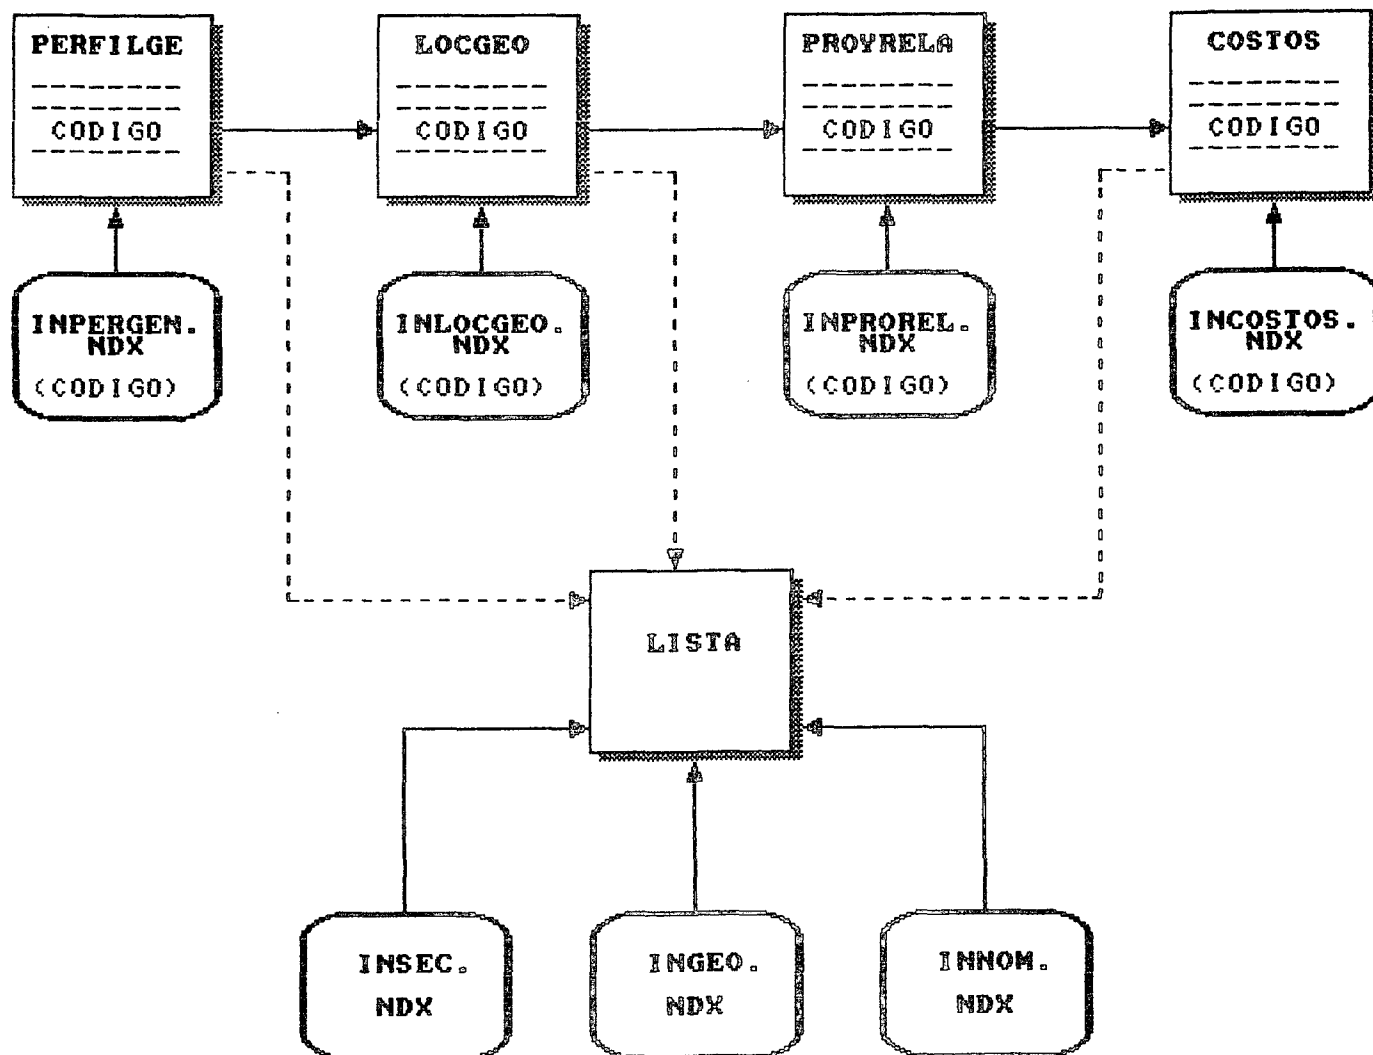 PERFILGE
LOCGEO
PROYRELA
COSTOS
CODIGO
CODIGO
CODIGO
CODIGO
INPERGEN.
NDX
(CODIGO)
INLOCGEO.
NDX
(CODIGO)
INPROREL.
NDX
(CODIGO)
INCOSTOS.
NDX
(CODIGO)
LISTA
INSEC.
NDX
INGEO.
NDX
INNOM.
NDX